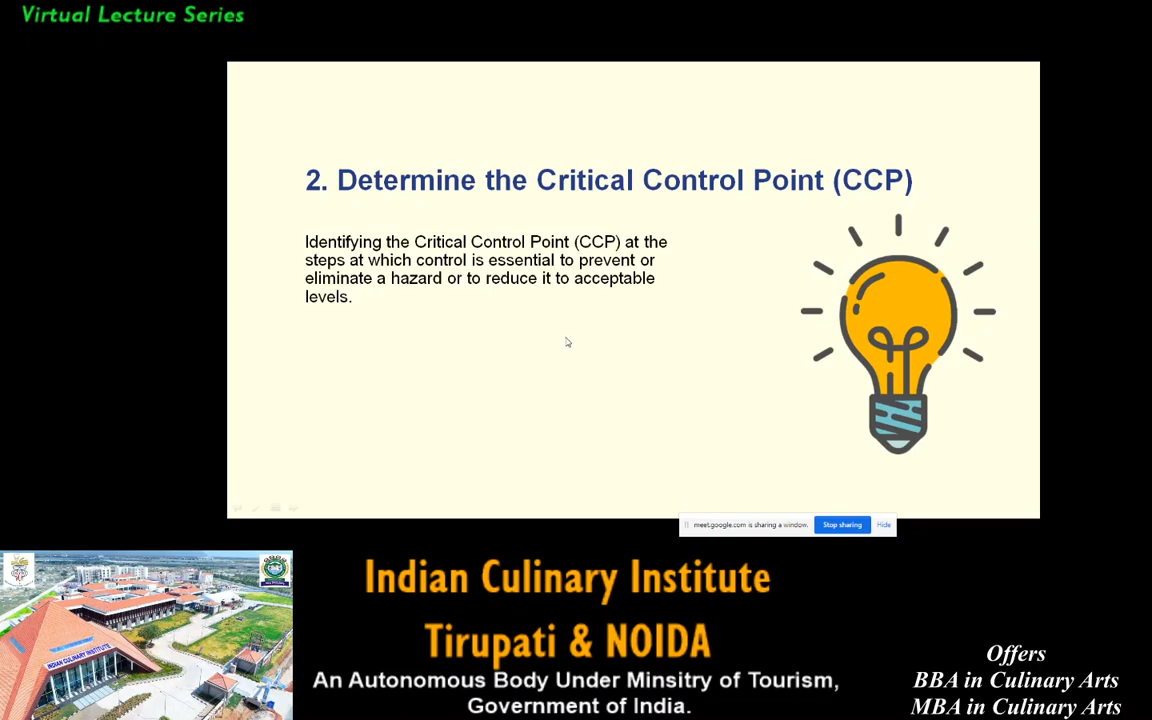 Virtual Lecture Series
2. Determine the Critical Control Point (CCP)
Identifying the Critical Control Point (CCP) at the
steps at which control is essential to prevent or
eliminate a hazard or to reduce it to acceptable
levels.
meet.google.com is sharing a window.
Stop sharing
Hide
INDIAN CULINARY INSTITUTE
Indian Culinary Institute
Tirupati & NOIDA
An Autonomous Body Under Minsitry of Tourism,
Government of India.
Offers
BBA in Culinary Arts
MBA in Culinary Arts